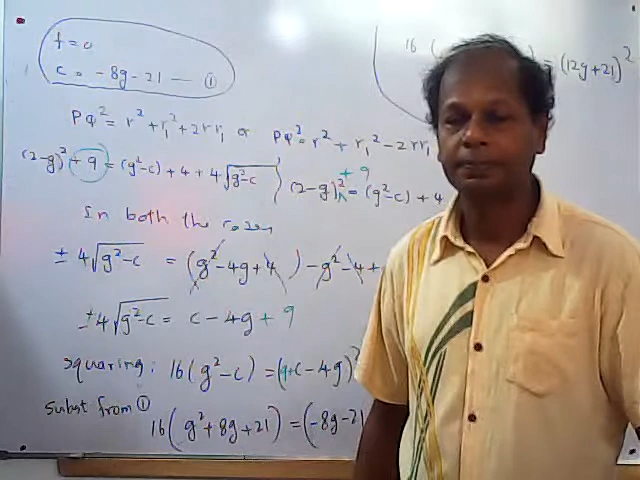 f = 0
c = - 8g - 21 — ①
16 ( = (12g + 21)²
PQ² = r² + r₁² + 2rr₁ or PQ² = r² + r₁² - 2rr₁
(2-g)² + 9 = (g²-c) + 4 + 4√g²-c (2-g)² + 9 = (g²-c) + 4
In both the cases
± 4√g²-c = (g² - 4g + 4 ) - g² - 4 +
± 4√g²-c = c - 4g + 9
squaring: 16(g²-c) = (9+c-4g)²
subst from ①
16(g² + 8g + 21) = (-8g-21